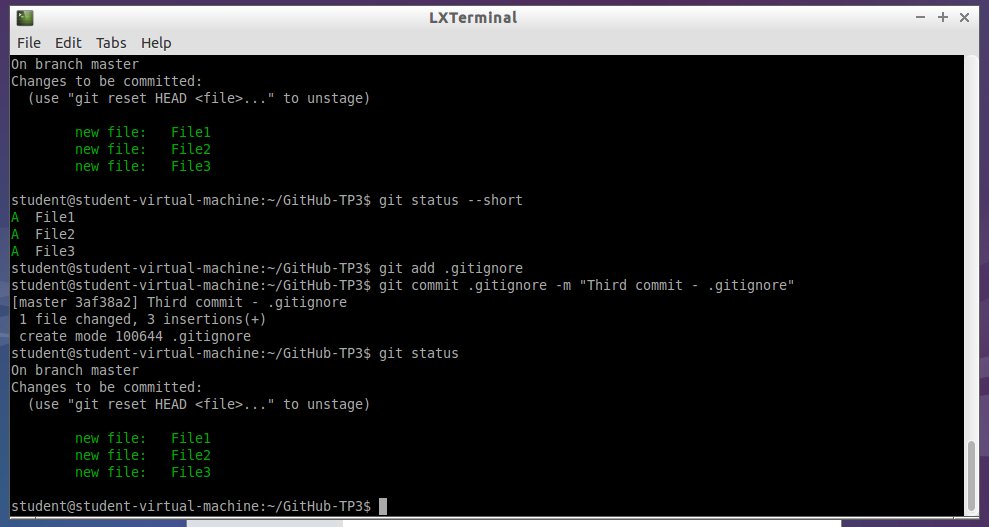 LXTerminal
File Edit Tabs Help
On branch master
Changes to be committed:
  (use "git reset HEAD <file>..." to unstage)
        new file:   File1
        new file:   File2
        new file:   File3
student@student-virtual-machine:~/GitHub-TP3$ git status --short
A  File1
A  File2
A  File3
student@student-virtual-machine:~/GitHub-TP3$ git add .gitignore
student@student-virtual-machine:~/GitHub-TP3$ git commit .gitignore -m "Third commit - .gitignore"
[master 3af38a2] Third commit - .gitignore
 1 file changed, 3 insertions(+)
 create mode 100644 .gitignore
student@student-virtual-machine:~/GitHub-TP3$ git status
On branch master
Changes to be committed:
  (use "git reset HEAD <file>..." to unstage)
        new file:   File1
        new file:   File2
        new file:   File3
student@student-virtual-machine:~/GitHub-TP3$